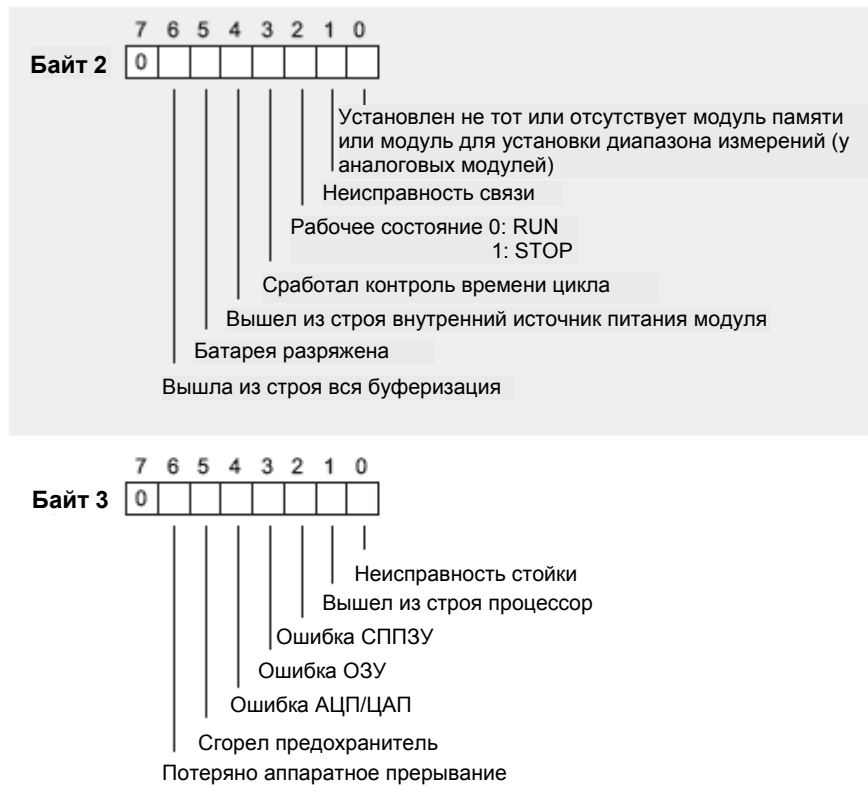 7 6 5 4 3 2 1 0
Байт 2 0
Установлен не тот или отсутствует модуль памяти
или модуль для установки диапазона измерений (у
аналоговых модулей)
Неисправность связи
Рабочее состояние 0: RUN
1: STOP
Сработал контроль времени цикла
Вышел из строя внутренний источник питания модуля
Батарея разряжена
Вышла из строя вся буферизация
7 6 5 4 3 2 1 0
Байт 3 0
Неисправность стойки
Вышел из строя процессор
Ошибка СППЗУ
Ошибка ОЗУ
Ошибка АЦП/ЦАП
Сгорел предохранитель
Потеряно аппаратное прерывание